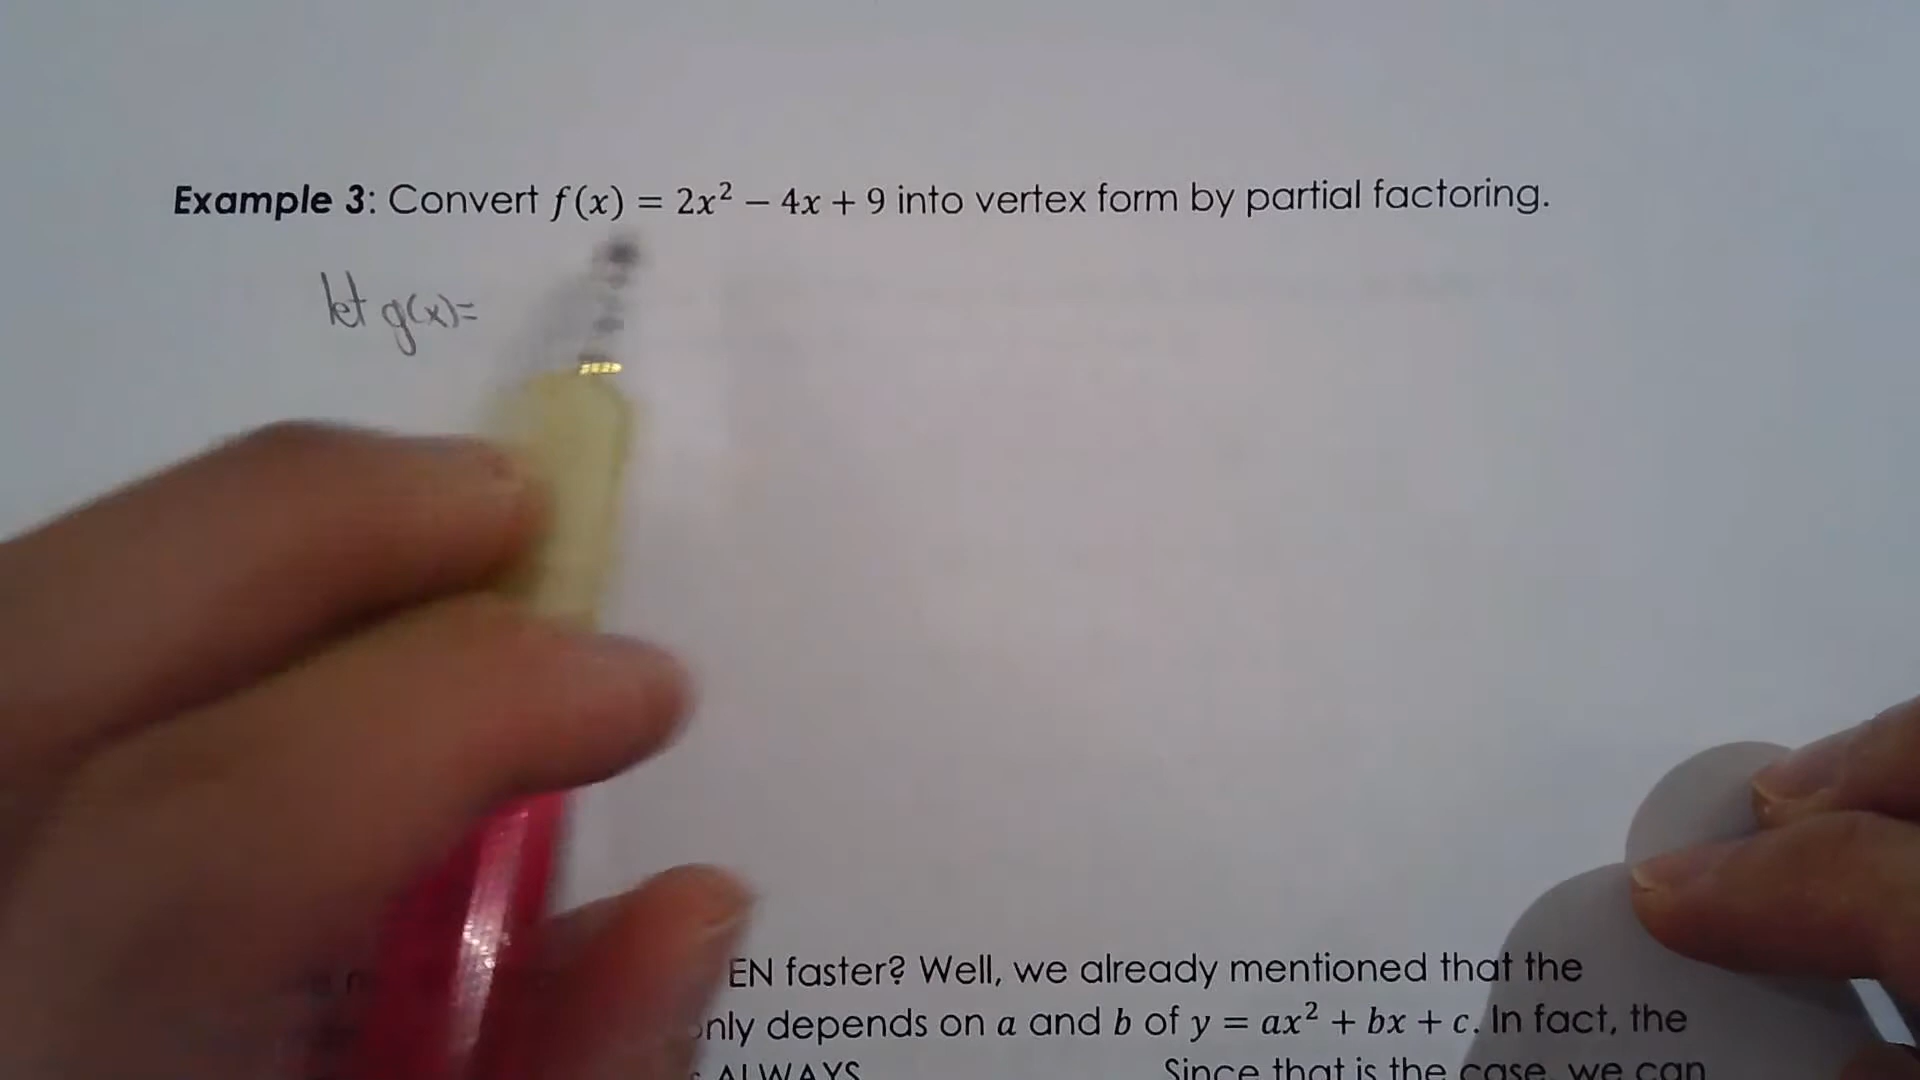 Example 3: Convert f(x) = 2x² − 4x + 9 into vertex form by partial factoring.
let g(x)=
EN faster? Well, we already mentioned that the
depends on a and b of y = ax² + bx + c. In fact, the
ALWAYS Since that is the case, we can